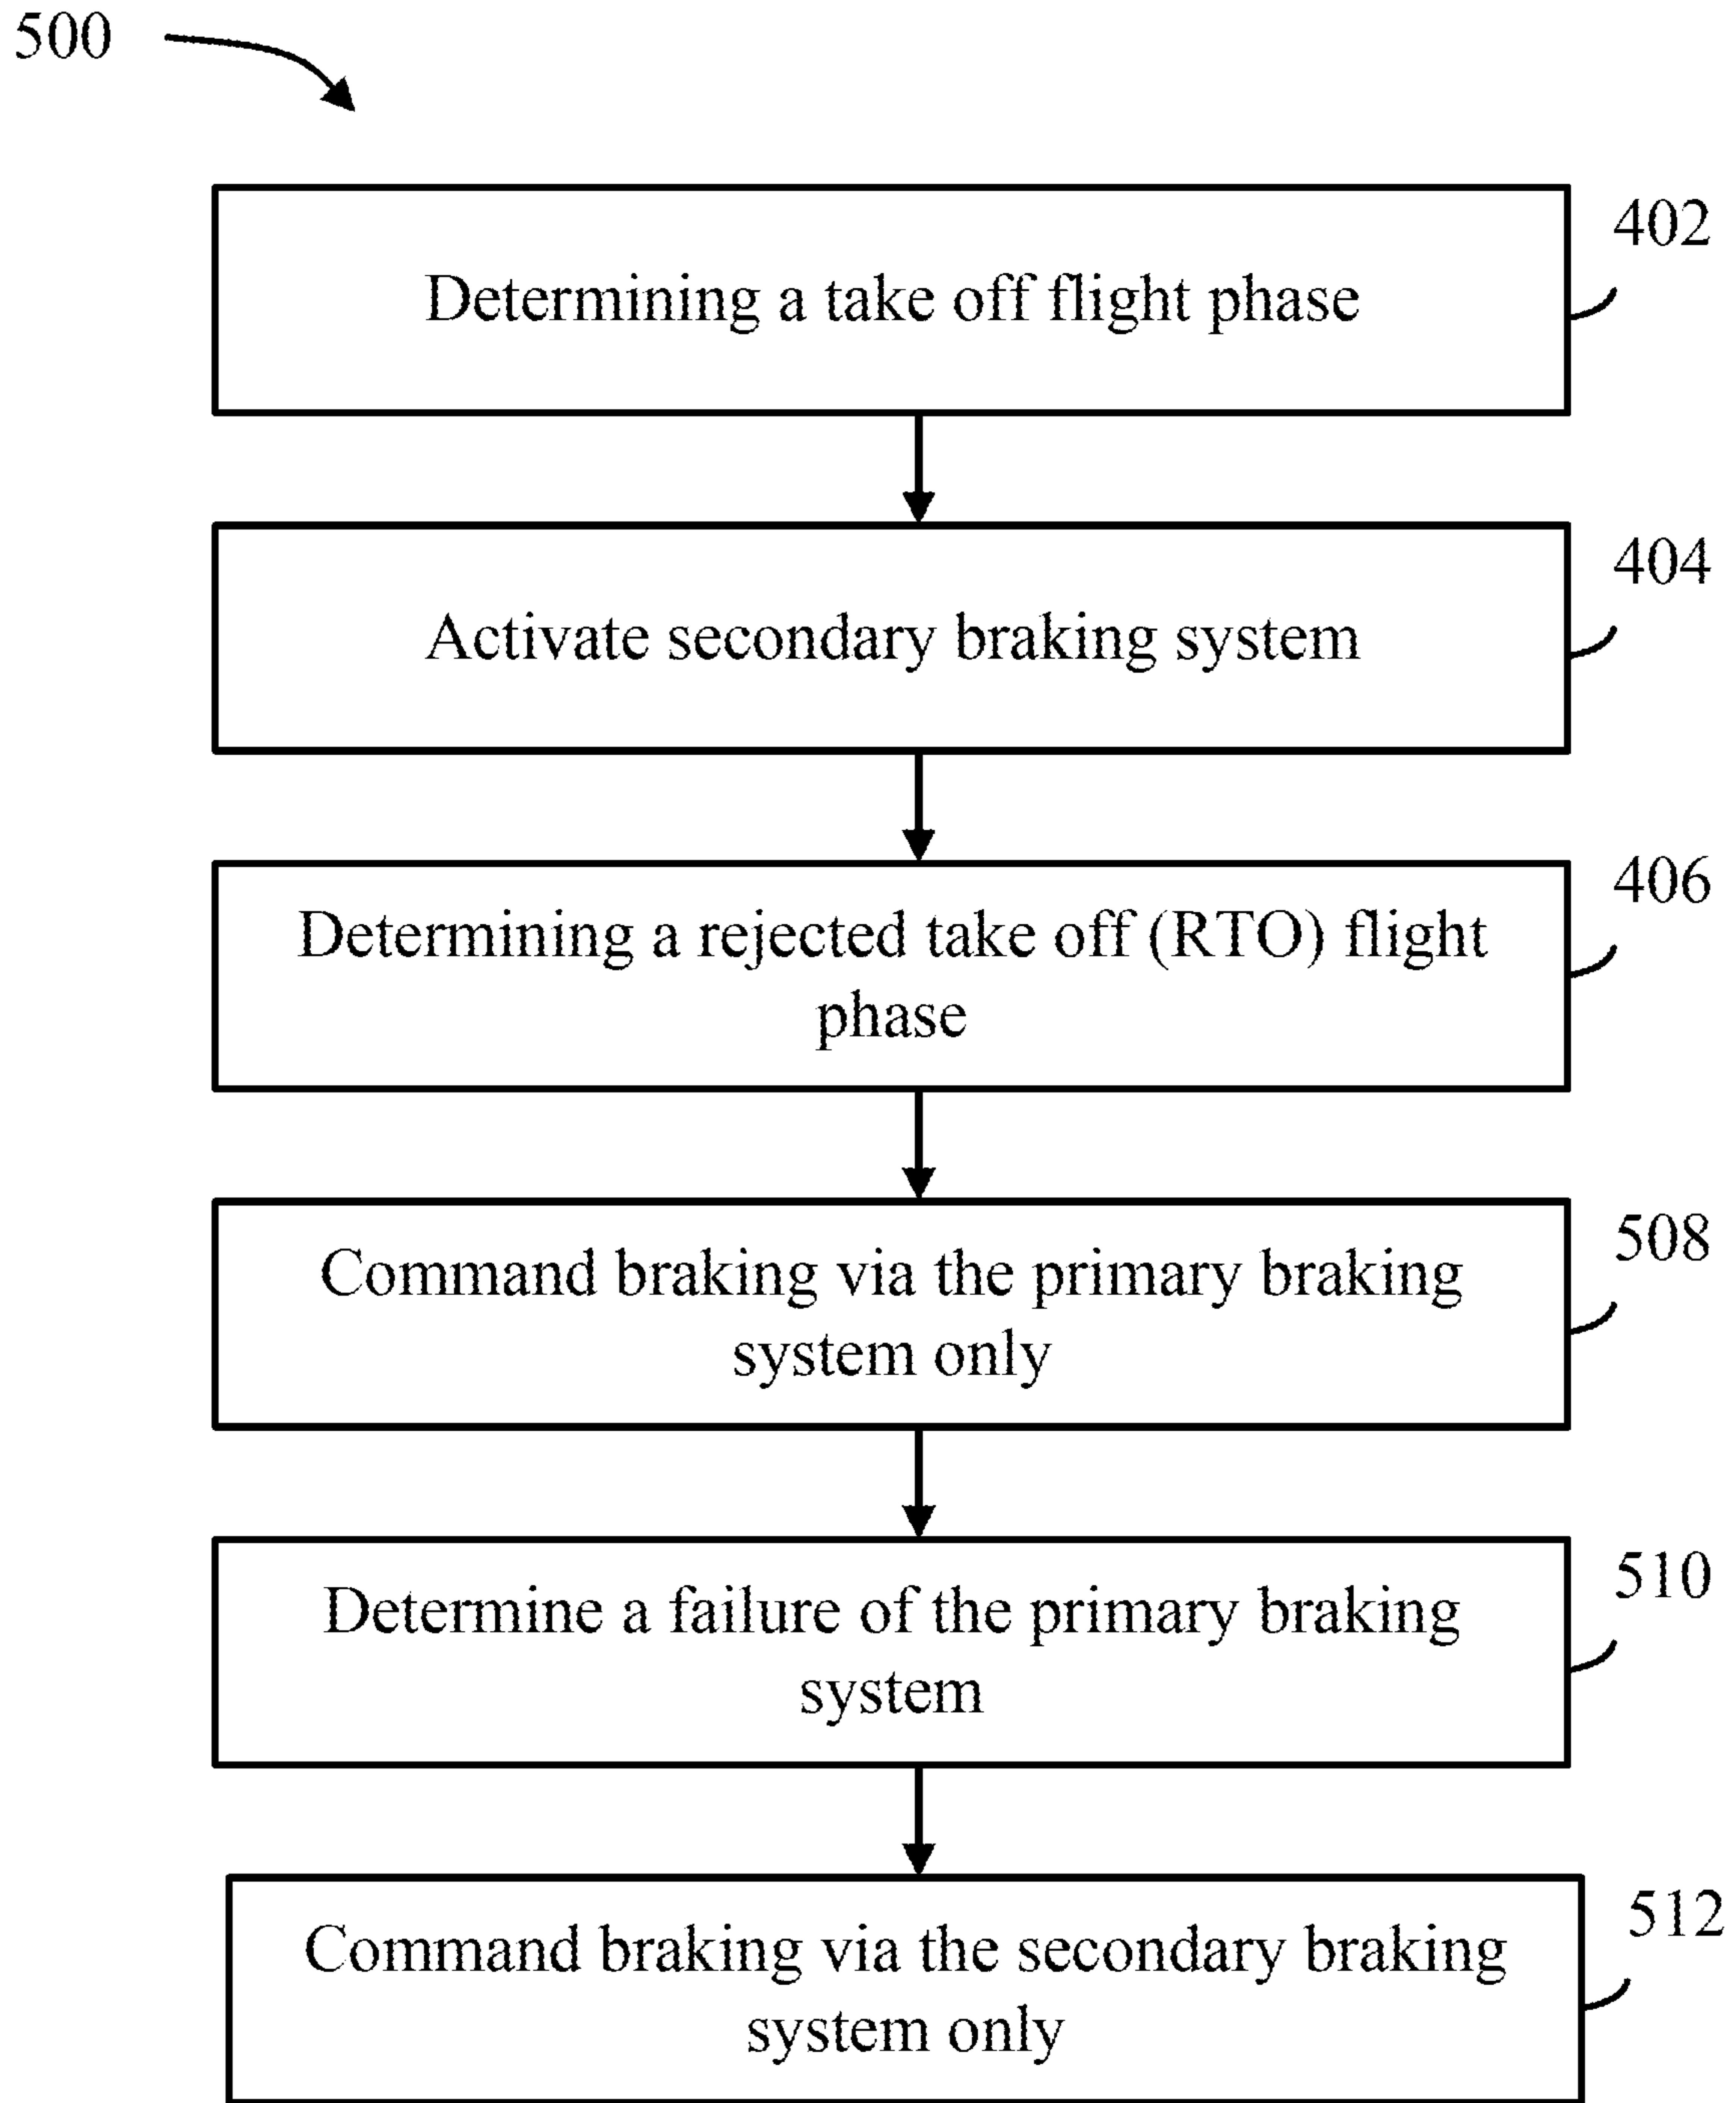 500
402
Determining a take off flight phase
404
Activate secondary braking system
406
Determining a rejected take off (RTO) flight
phase
508
Command braking via the primary braking
system only
510
Determine a failure of the primary braking
system
512
Command braking via the secondary braking
system only